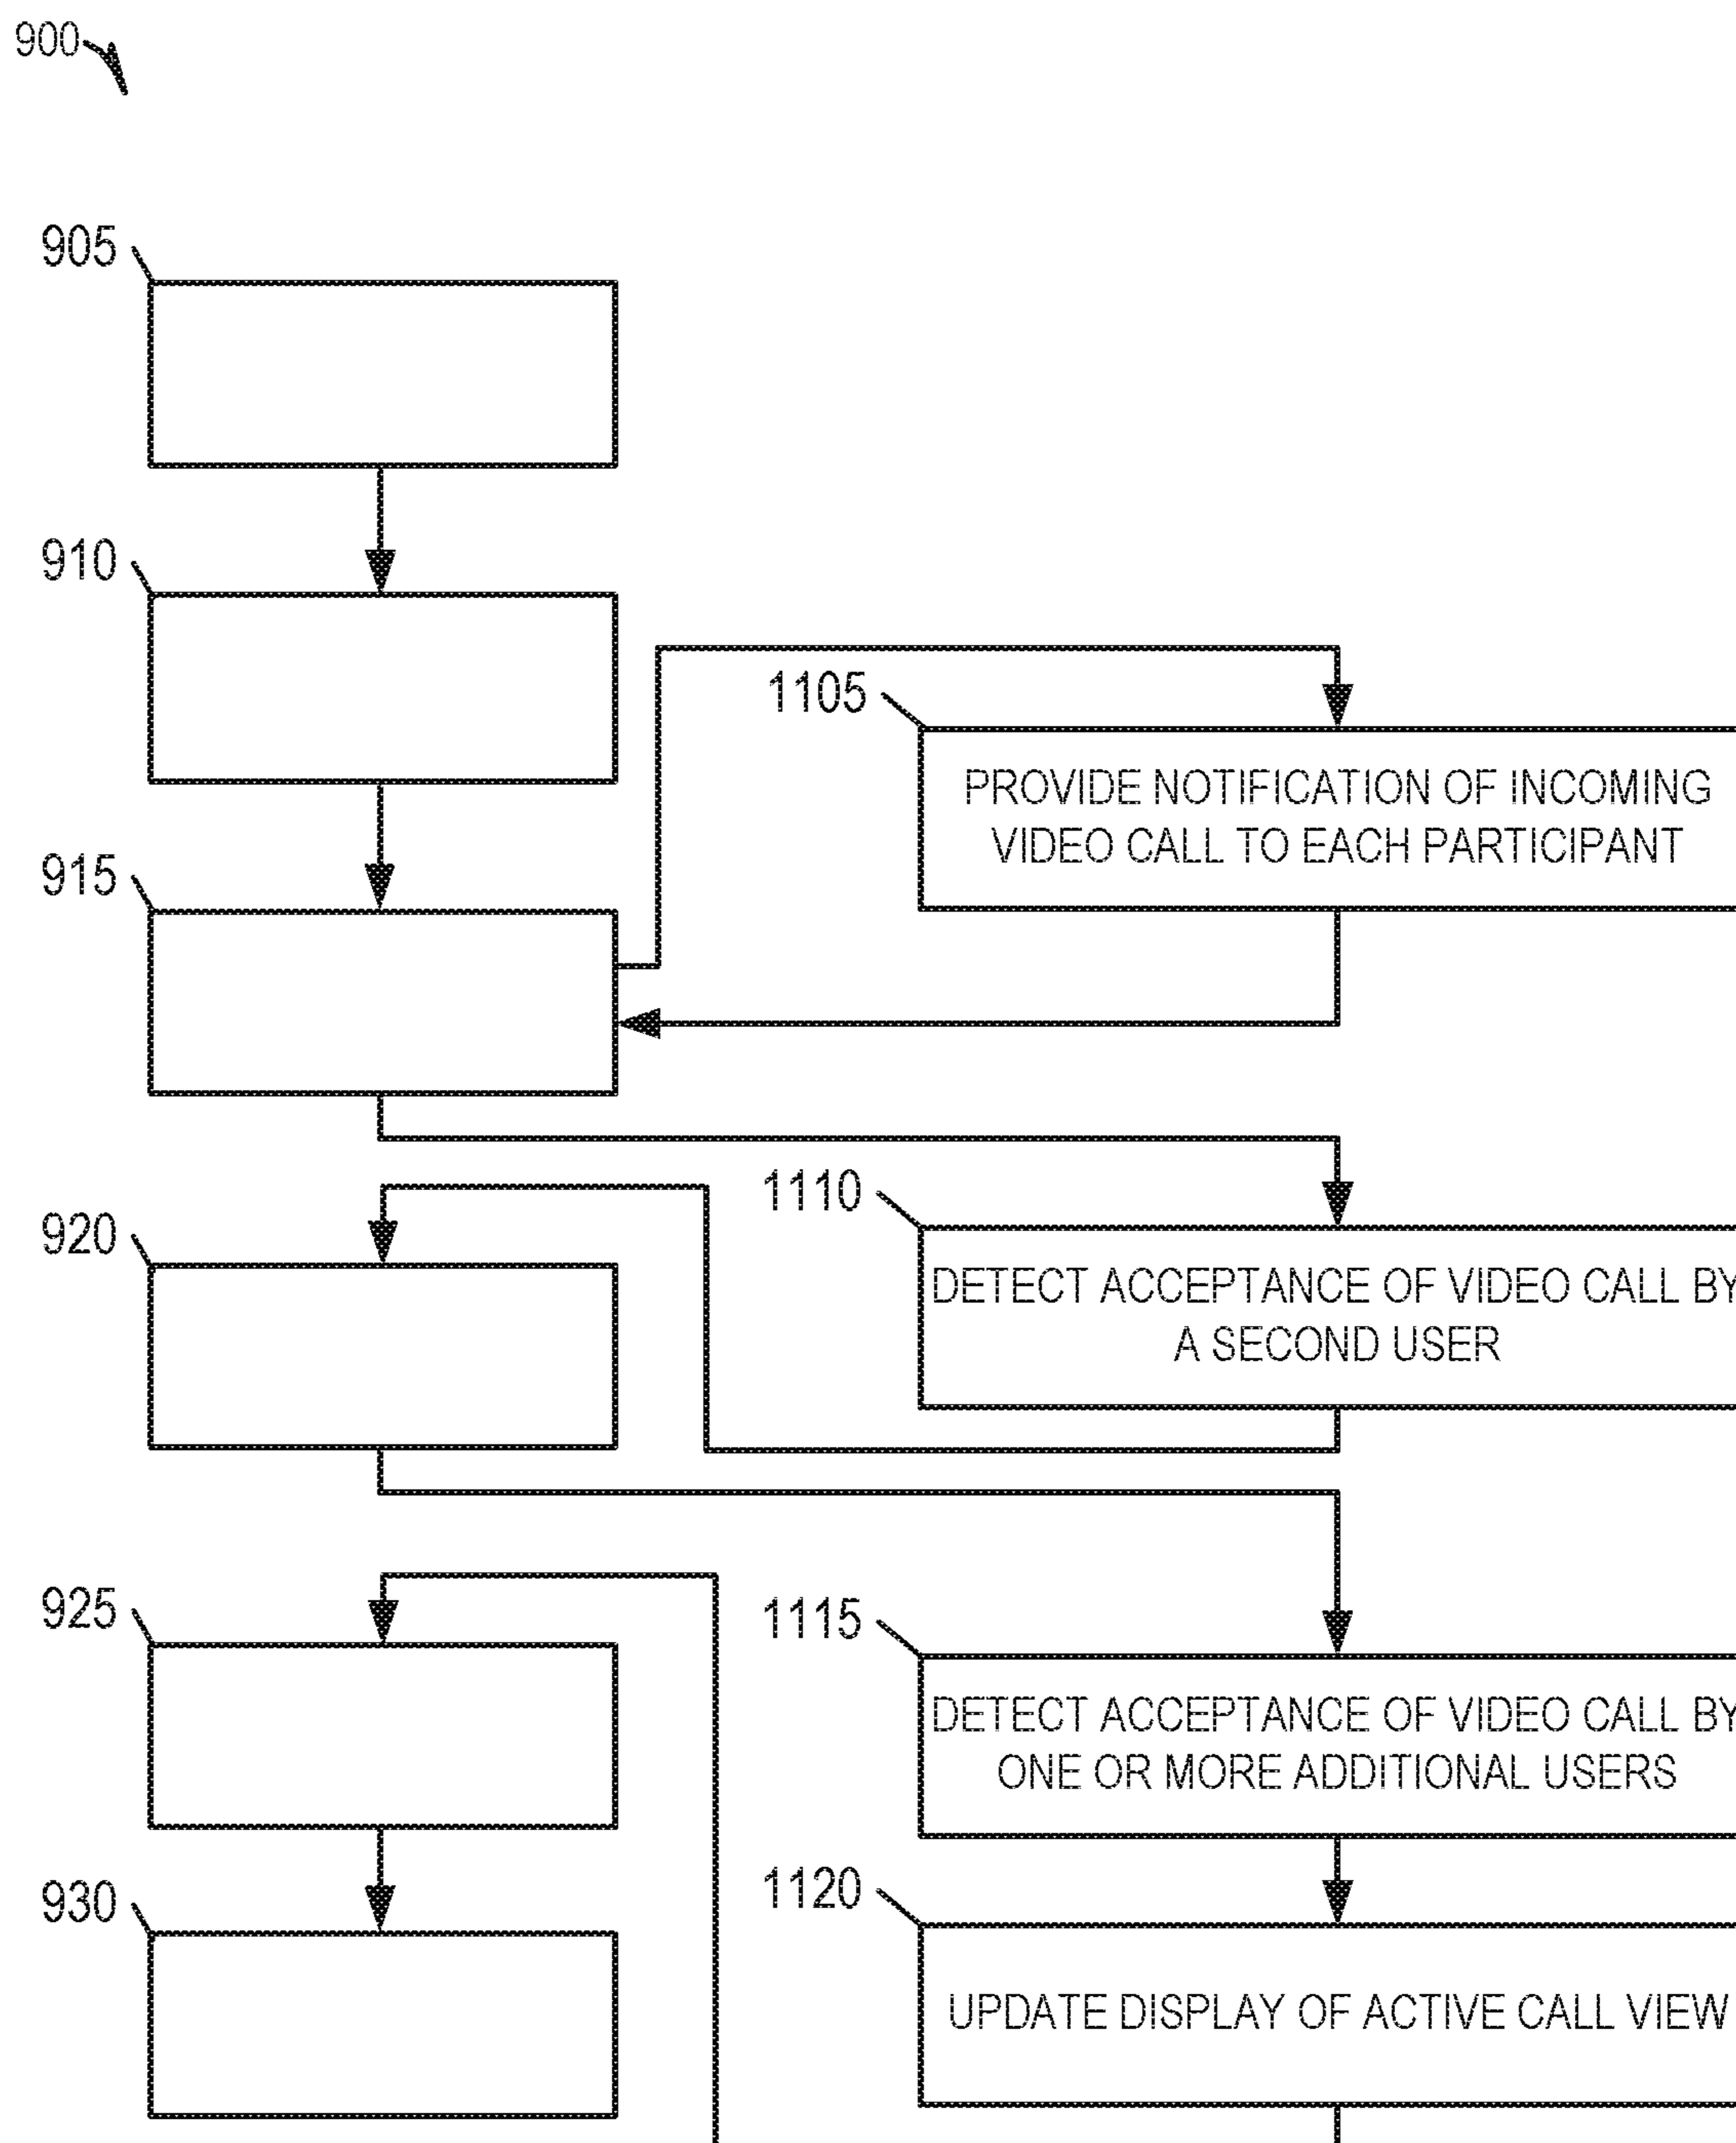 900
905
910
1105
PROVIDE NOTIFICATION OF INCOMING
VIDEO CALL TO EACH PARTICIPANT
915
1110
920
DETECT ACCEPTANCE OF VIDEO CALL BY
A SECOND USER
925
1115
DETECT ACCEPTANCE OF VIDEO CALL BY
ONE OR MORE ADDITIONAL USERS
1120
930
UPDATE DISPLAY OF ACTIVE CALL VIEW